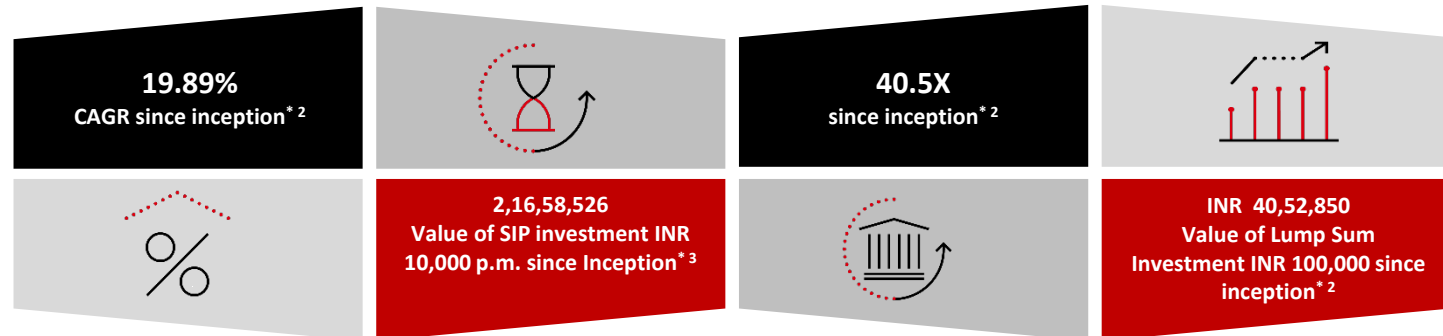 19.89%
CAGR since inception* 2
40.5X
since inception* 2
2,16,58,526
Value of SIP investment INR
10,000 p.m. since Inception* 3
INR 40,52,850
Value of Lump Sum
Investment INR 100,000 since
inception* 2